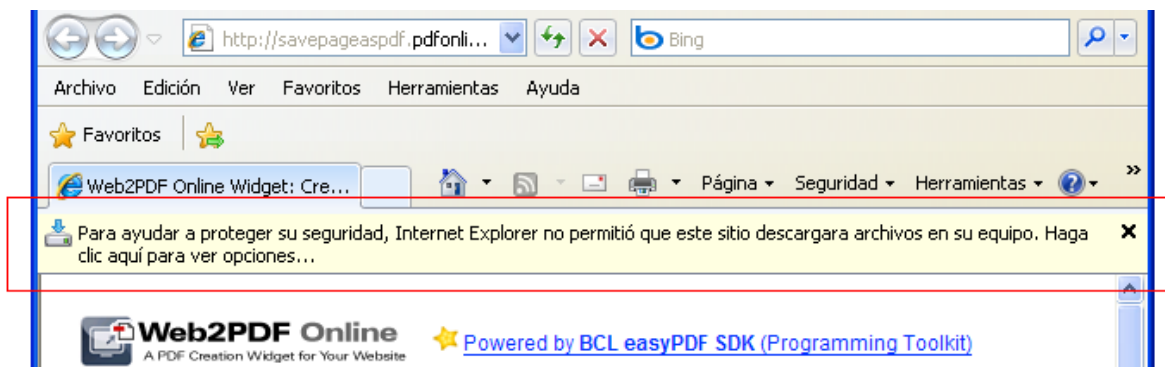 http://savepageaspdf.pdfonli... Bing
Archivo Edición Ver Favoritos Herramientas Ayuda
Favoritos
Web2PDF Online Widget: Cre... Página Seguridad Herramientas »
Para ayudar a proteger su seguridad, Internet Explorer no permitió que este sitio descargara archivos en su equipo. Haga
clic aquí para ver opciones...
Web2PDF Online Powered by BCL easyPDF SDK (Programming Toolkit)
A PDF Creation Widget for Your Website